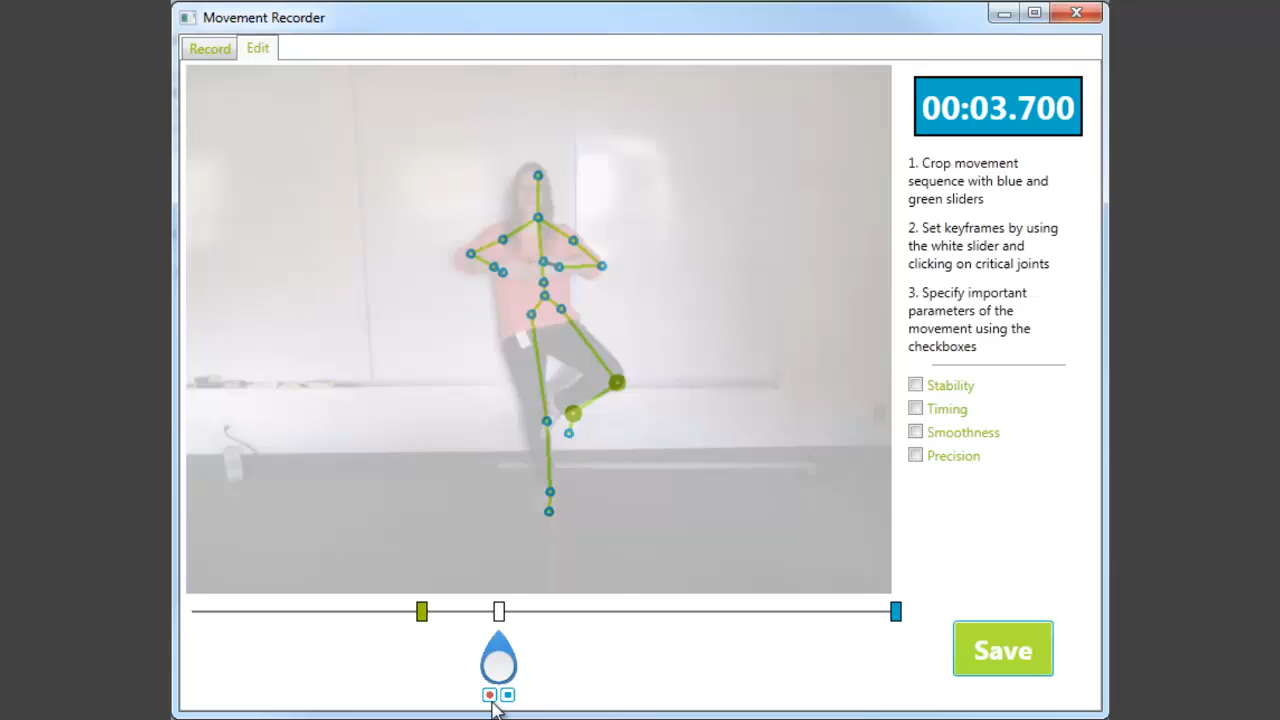 Movement Recorder
Record
Edit
00:03.700
1. Crop movement
sequence with blue and
green sliders
2. Set keyframes by using
the white slider and
clicking on critical joints
3. Specify important
parameters of the
movement using the
checkboxes
Stability
Timing
Smoothness
Precision
Save